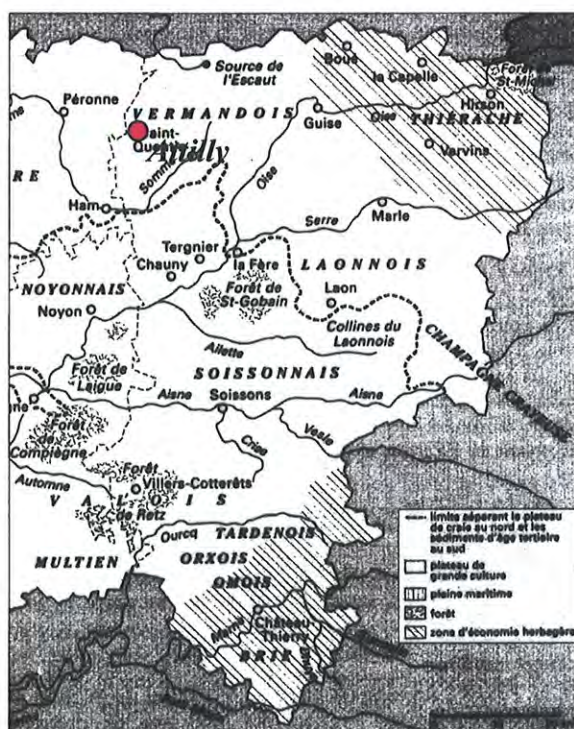 Source de
l'Escaut
Boué
la Capelle
Forêt de
St-Michel
Péronne
VERMANDOIS
Guise
Oise
Hirson
THIÉRACHE
Saint-
Quentin
Attilly
Vervins
Somme
Oise
RE
Ham
Serre
Marle
Tergnier
Chauny
la Fère
LAONNOIS
NOYONNAIS
Forêt de
St-Gobain
Laon
Noyon
Collines du
Laonnois
Ailette
CHAMPAGNE CRAYEUSE
Forêt de
Laigue
SOISSONNAIS
gne
Aisne
Soissons
Aisne
Forêt
de
Compiègne
Crise
Vesle
Automne
Forêt
Villers-Cotterêts
VALOIS
de Retz
Ourcq
TARDENOIS
MULTIEN
ORXOIS
OMOIS
Marne
Château-
Thierry
BRIE
limite séparant le plateau
de craie au nord et les
sédiments d'âge tertiaire
au sud
plateau de
grande culture
plaine maritime
forêt
zone d'économie herbagère